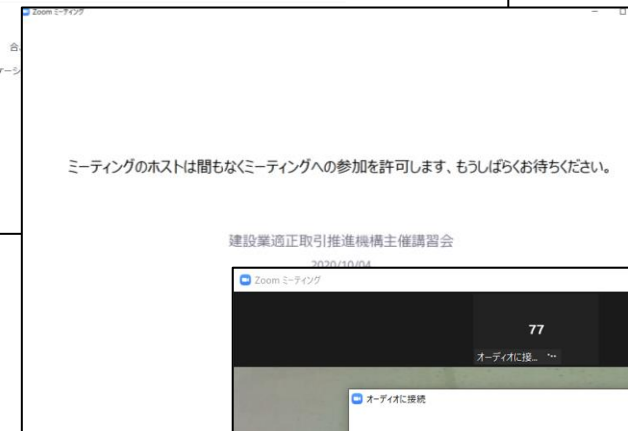 Zoom ミーティング
合
ケーシ
ミーティングのホストは間もなくミーティングへの参加を許可します、もうしばらくお待ちください。
建設業適正取引推進機構主催講習会
2020/10/04
Zoom ミーティング
77
オーディオに接... 
オーディオに接続